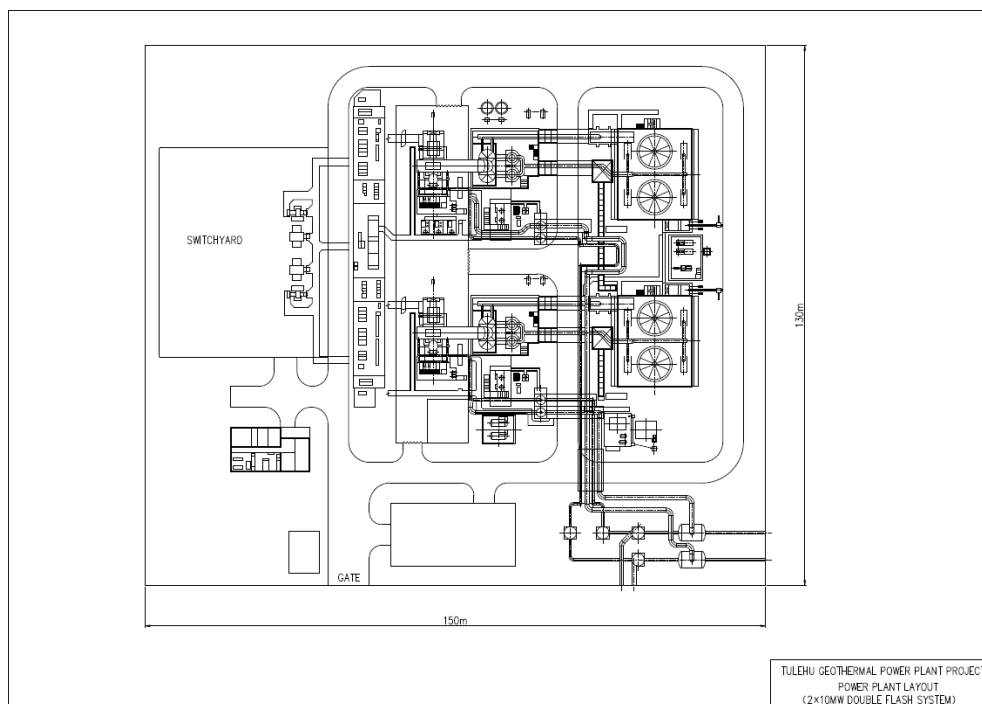 SWITCHYARD
130m
GATE
150m
TULEHU GEOTHERMAL POWER PLANT PROJECT
POWER PLANT LAYOUT
(2×10MW DOUBLE FLASH SYSTEM)